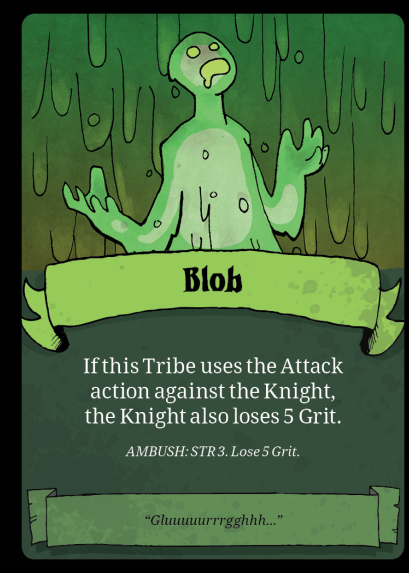 Blob
If this Tribe uses the Attack
action against the Knight,
the Knight also loses 5 Grit.
AMBUSH: STR 3. Lose 5 Grit.
“Gluuuuurrrgghhh...”